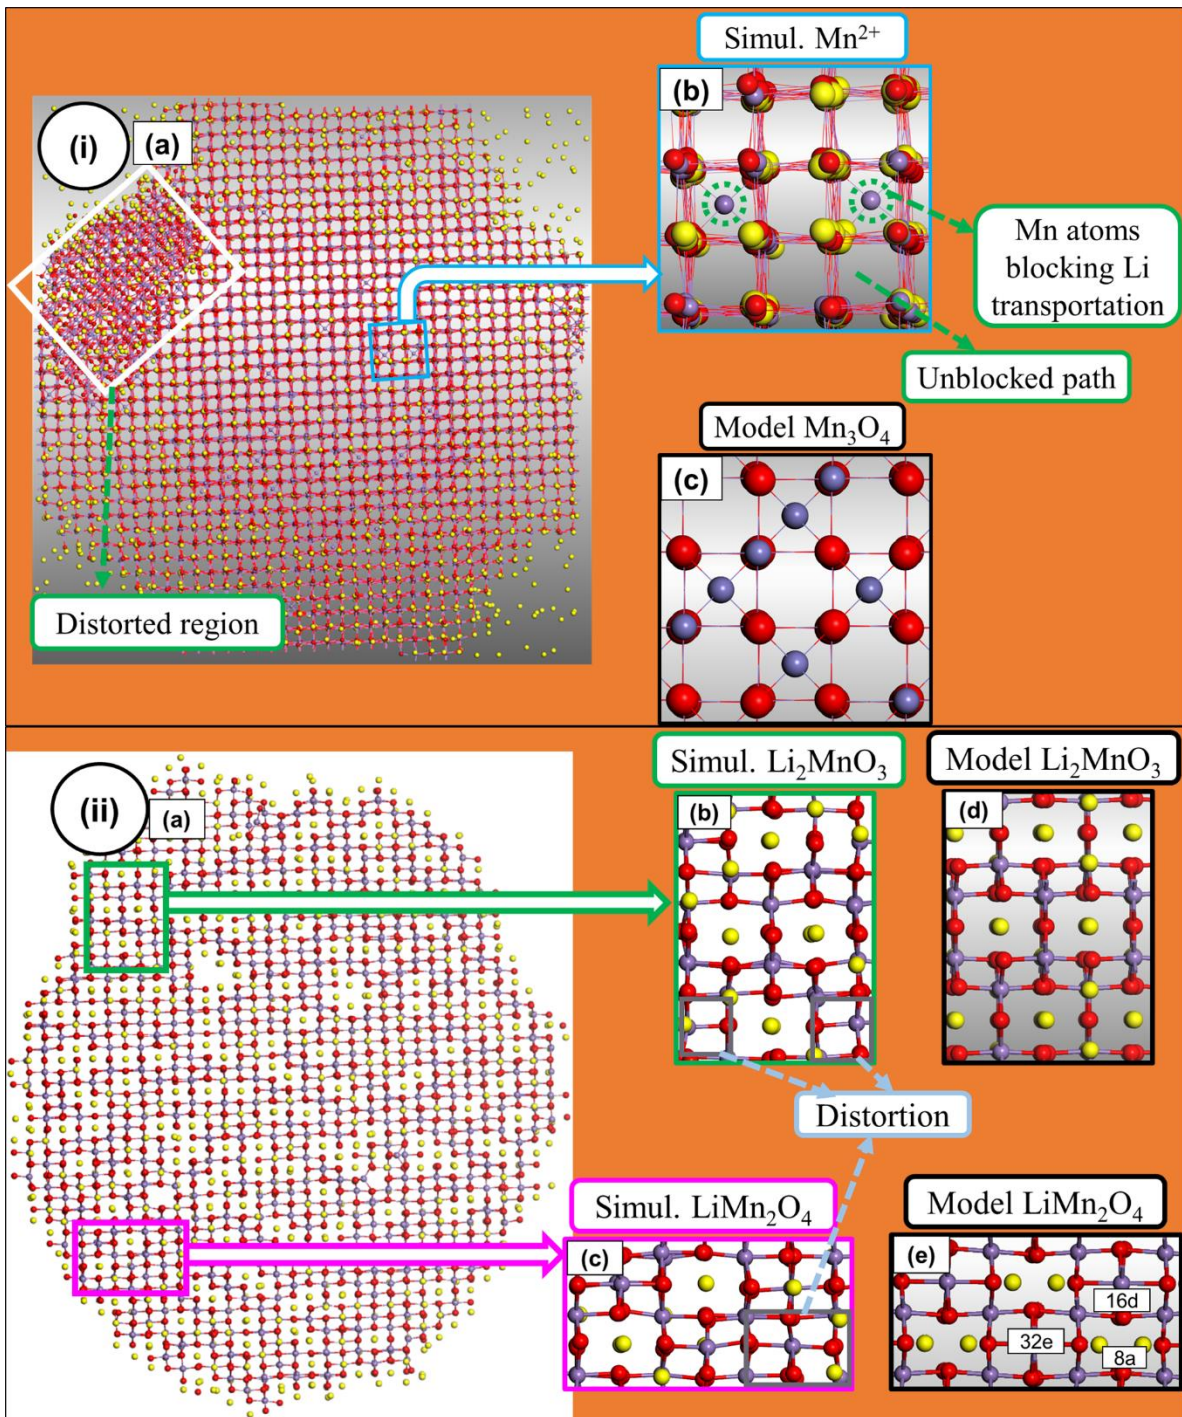 Simul. Mn²⁺
(i)
(a)
(b)
Mn atoms
blocking Li
transportation
Unblocked path
Model Mn₃O₄
(c)
Distorted region
Simul. Li₂MnO₃
Model Li₂MnO₃
(ii)
(a)
(b)
(d)
Distortion
Simul. LiMn₂O₄
Model LiMn₂O₄
(c)
(e)
16d
32e
8a